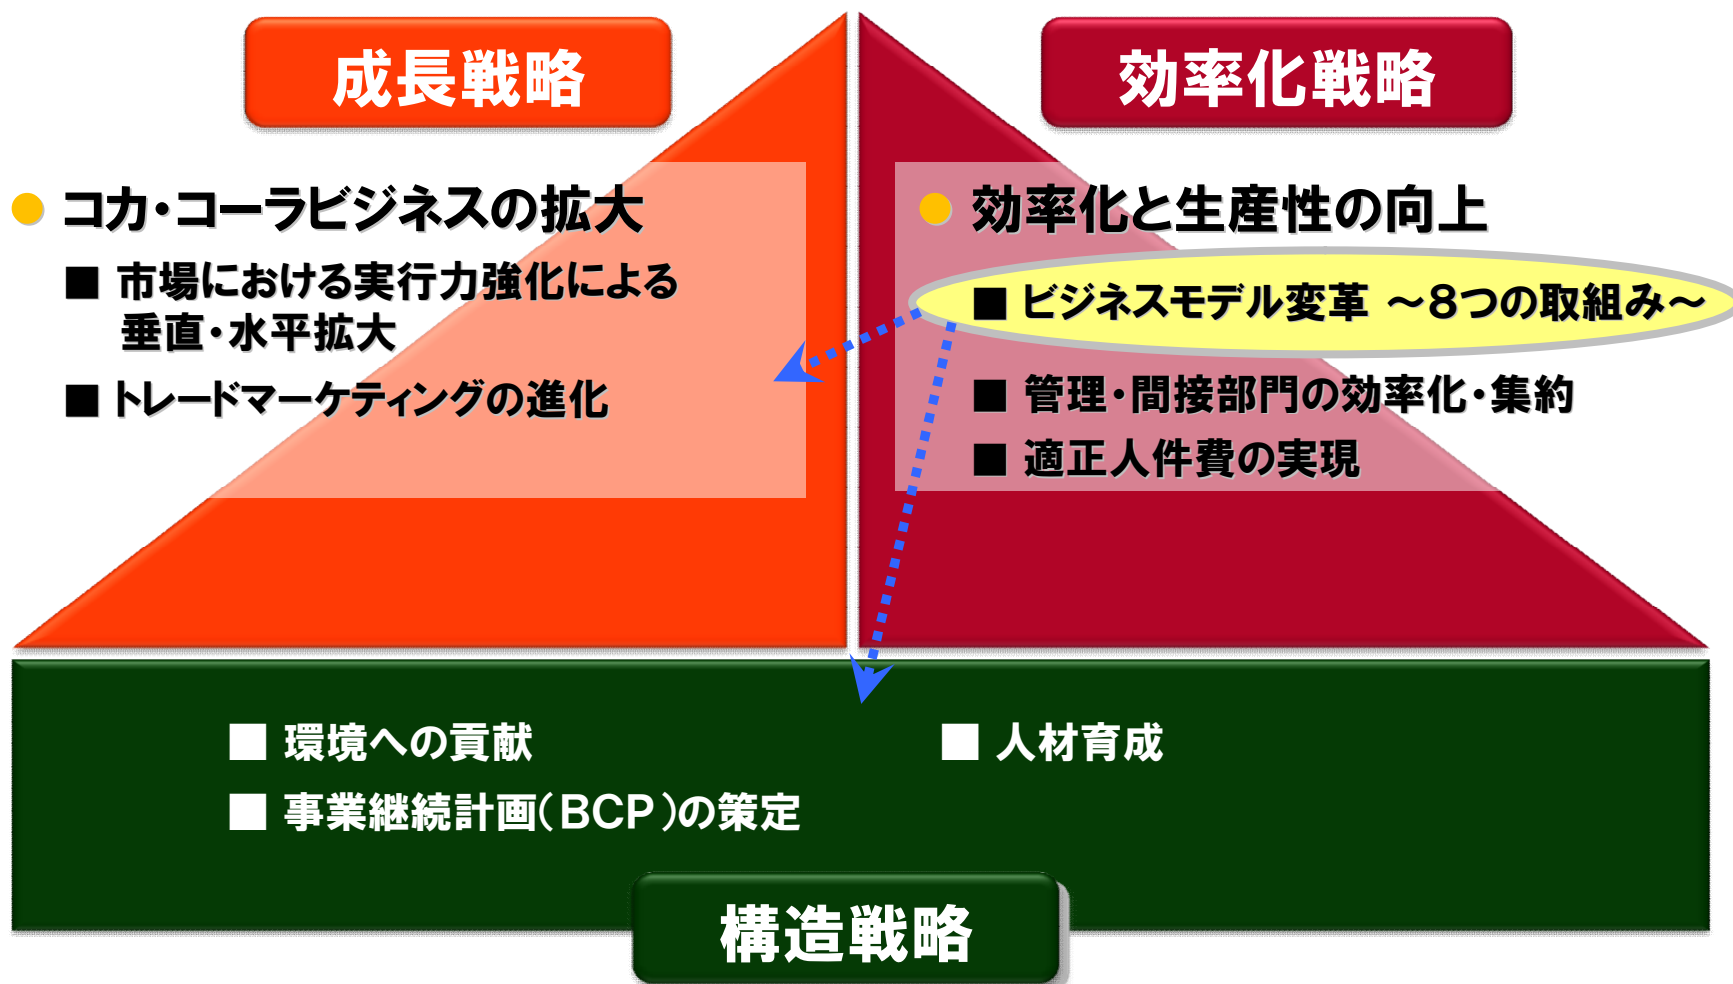 成長戦略
● コカ・コーラビジネスの拡大
■ 市場における実行力強化による
垂直・水平拡大
■ トレードマーケティングの進化
効率化戦略
● 効率化と生産性の向上
■ ビジネスモデル変革 ～8つの取組み～
■ 管理・間接部門の効率化・集約
■ 適正人件費の実現
■ 環境への貢献
■ 事業継続計画(BCP)の策定
■ 人材育成
構造戦略